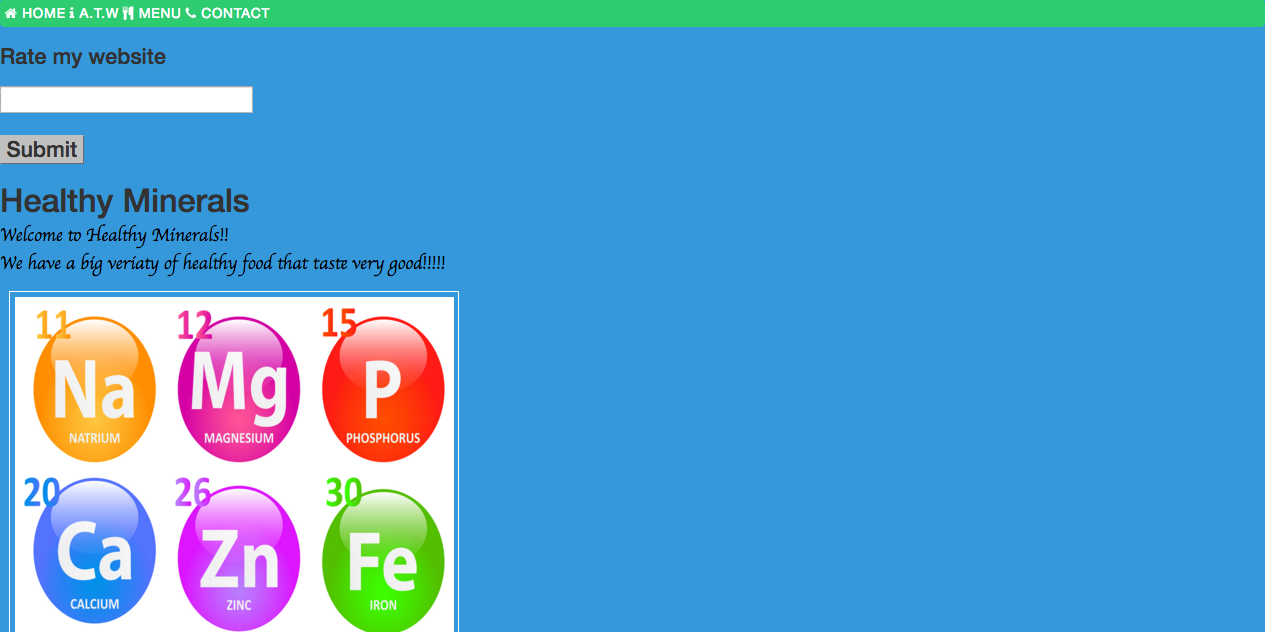 HOME A.T.W MENU CONTACT
Rate my website
Submit
Healthy Minerals
Welcome to Healthy Minerals!!
We have a big veriaty of healthy food that taste very good!!!!!
11 12 15
Na Mg P
NATRIUM MAGNESIUM PHOSPHORUS
20 26 30
Ca Zn Fe
CALCIUM ZINC IRON